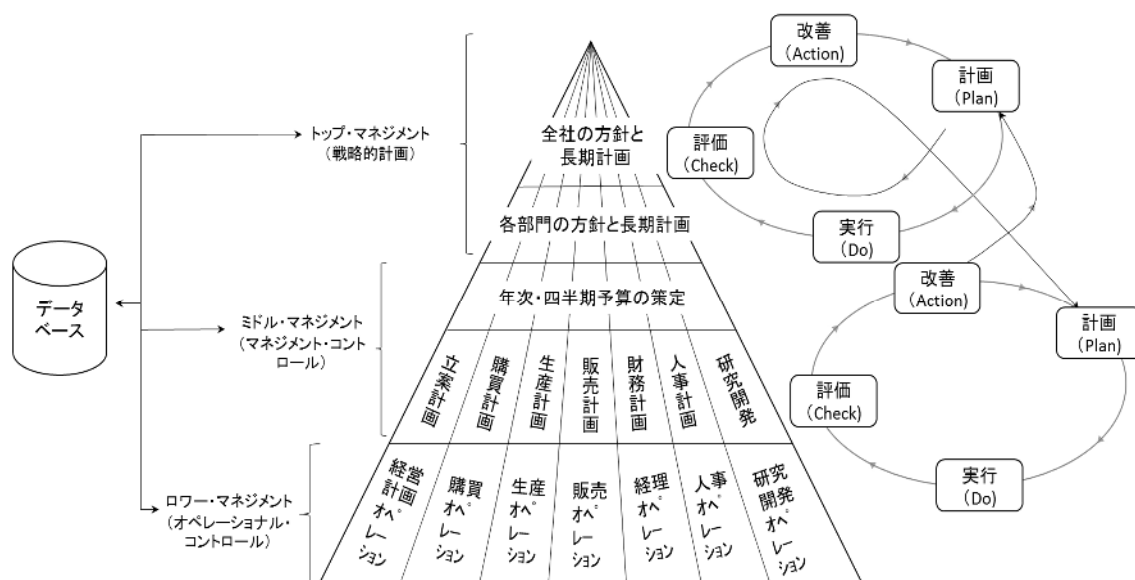 データ
ベース
トップ・マネジメント
（戦略的計画）
ミドル・マネジメント
（マネジメント・コント
ロール）
ロワー・マネジメント
（オペレーショナル・
コントロール）
全社の方針と
長期計画
各部門の方針と長期計画
年次・四半期予算の策定
立案計画
購買計画
生産計画
販売計画
財務計画
人事計画
研究開発
経営
計画
オペ
レー
ション
購買
オペ
レー
ション
生産
オペ
レー
ション
販売
オペ
レー
ション
経理
オペ
レー
ション
人事
オペ
レー
ション
研究
開発
オペ
レー
ション
改善
（Action）
計画
（Plan）
評価
（Check）
実行
（Do）
改善
（Action）
計画
（Plan）
評価
（Check）
実行
（Do）